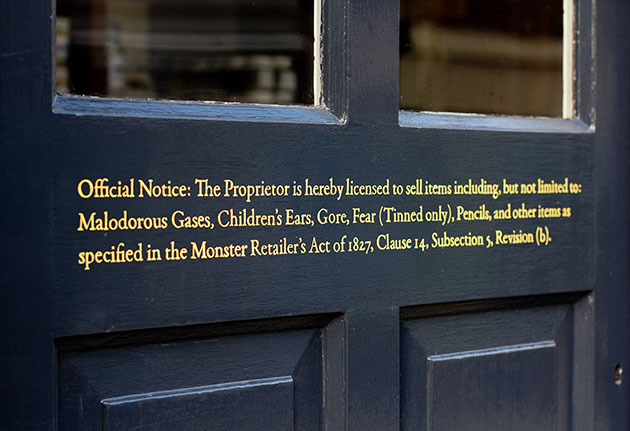 Official Notice: The Proprietor is hereby licensed to sell items including, but not limited to:
Malodorous Gases, Children's Ears, Gore, Fear (Tinned only), Pencils, and other items as
specified in the Monster Retailer's Act of 1827, Clause 14, Subsection 5, Revision (b).